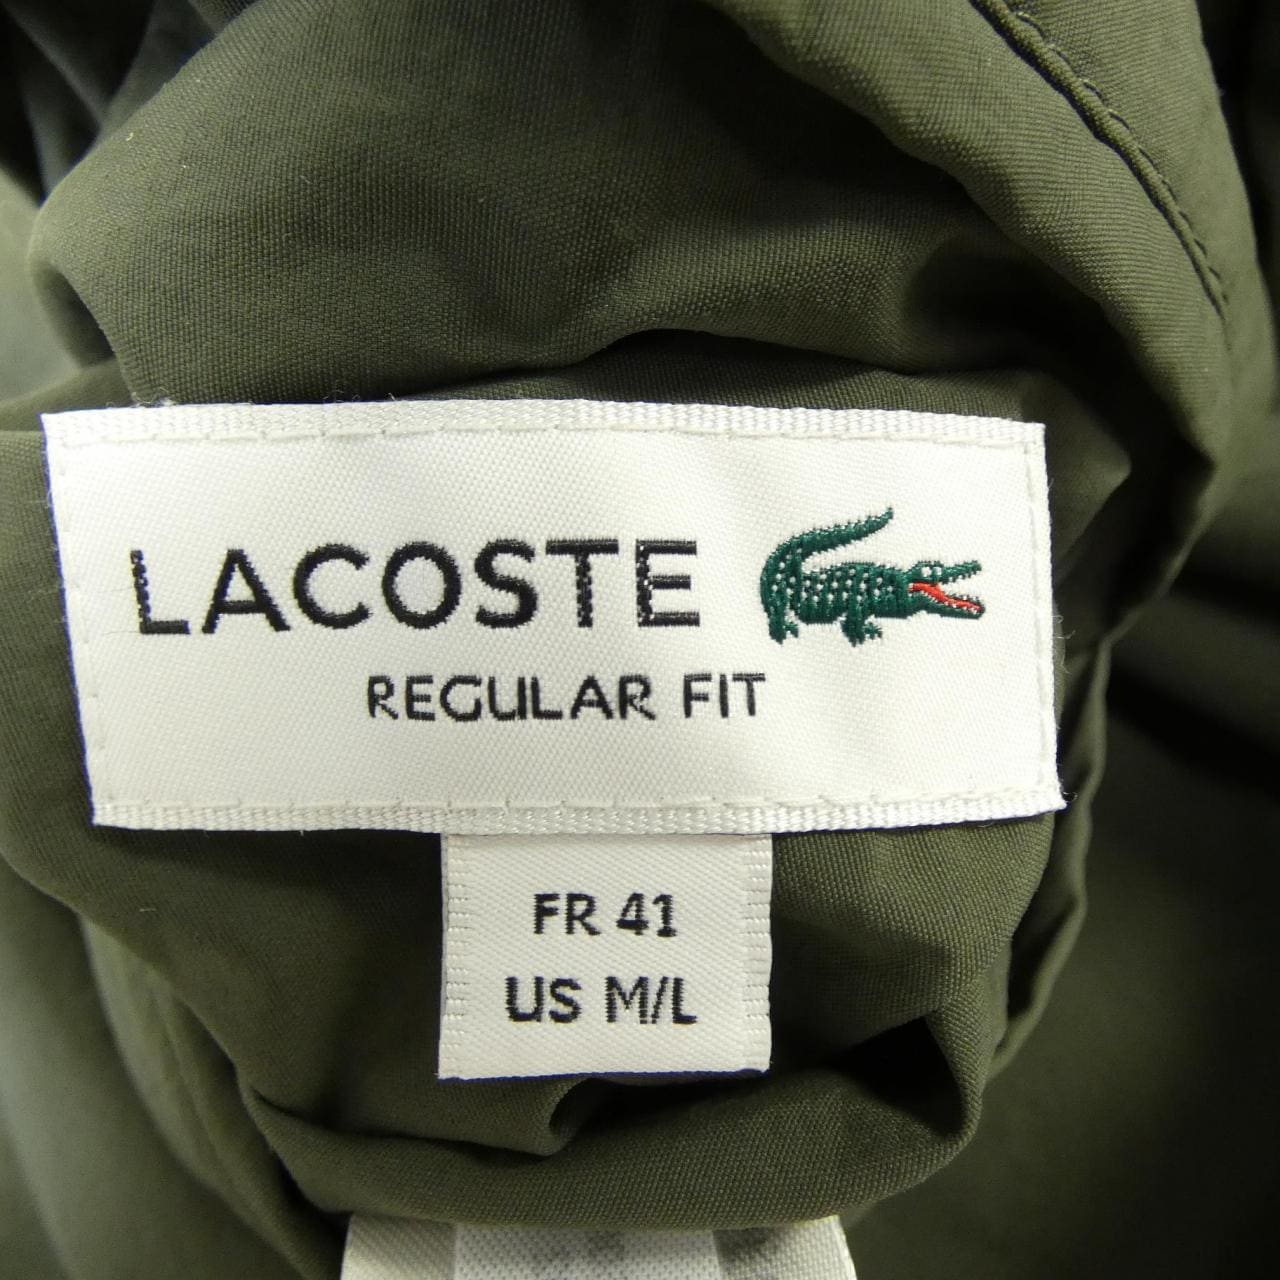 LACOSTE
REGULAR FIT
FR 41
US M/L